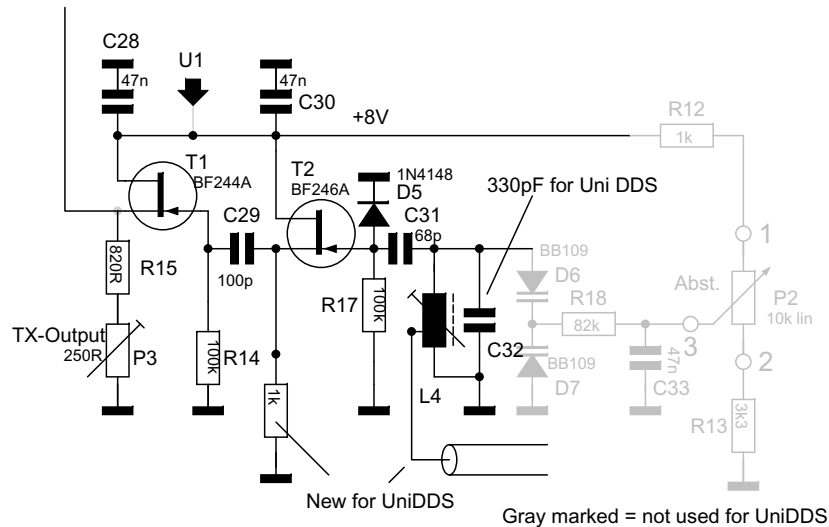 C28
47n
U1
47n
C30
+8V
R12
1k
T1
BF244A
T2
BF246A
1N4148
D5
330pF for Uni DDS
C29
100p
C31
68p
820R
R15
R17
100k
BB109
D6
R18
82k
Abst.
1
P2
10k lin
3
2
TX-Output
250R
P3
100k
R14
C32
BB109
D7
47n
C33
L4
1k
R13
3k3
New for UniDDS
Gray marked = not used for UniDDS